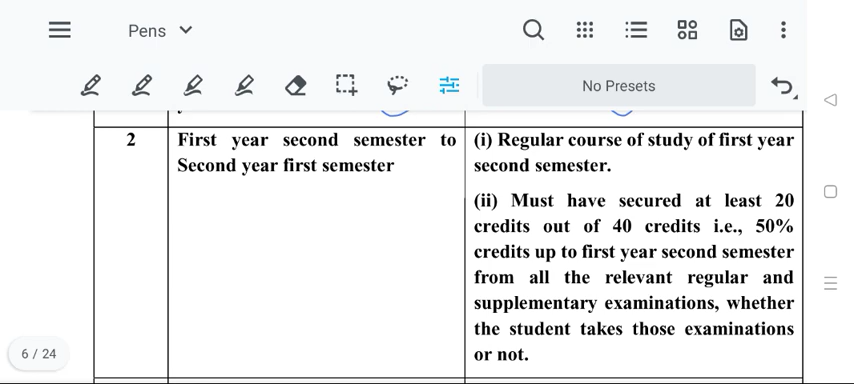 Pens
No Presets
2
First year second semester to
Second year first semester
(i) Regular course of study of first year
second semester.
(ii) Must have secured at least 20
credits out of 40 credits i.e., 50%
credits up to first year second semester
from all the relevant regular and
supplementary examinations, whether
the student takes those examinations
or not.
6 / 24